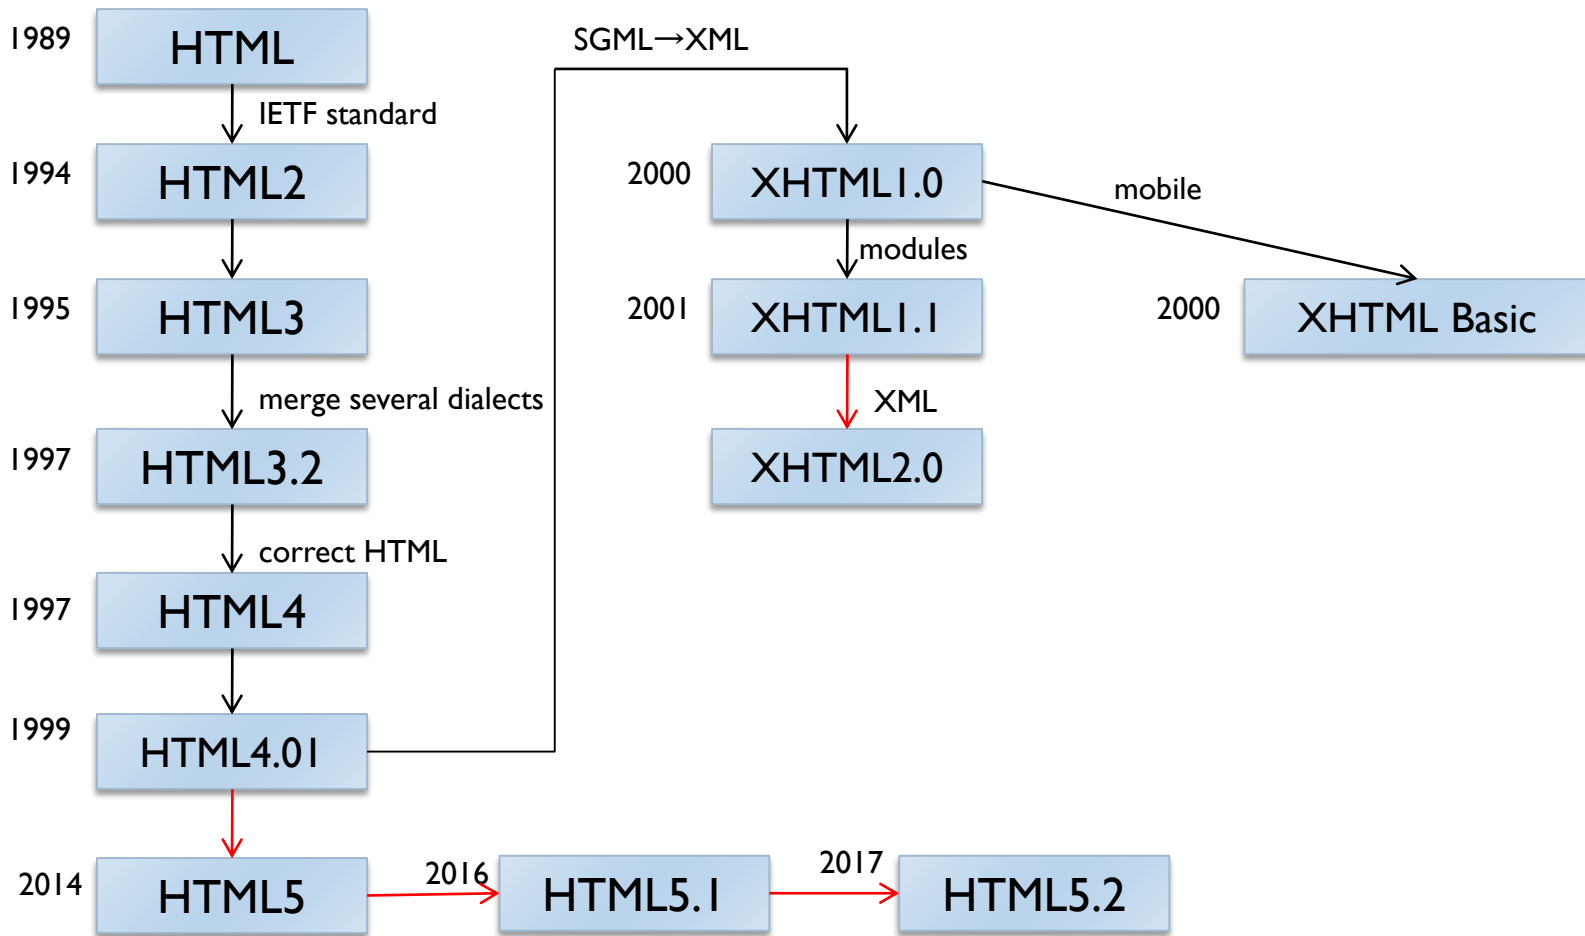 1989
HTML
SGML→XML
IETF standard
1994
HTML2
2000
XHTML1.0
mobile
modules
1995
HTML3
2001
XHTML1.1
2000
XHTML Basic
merge several dialects
XML
1997
HTML3.2
XHTML2.0
correct HTML
1997
HTML4
1999
HTML4.01
2014
HTML5
2016
HTML5.1
2017
HTML5.2